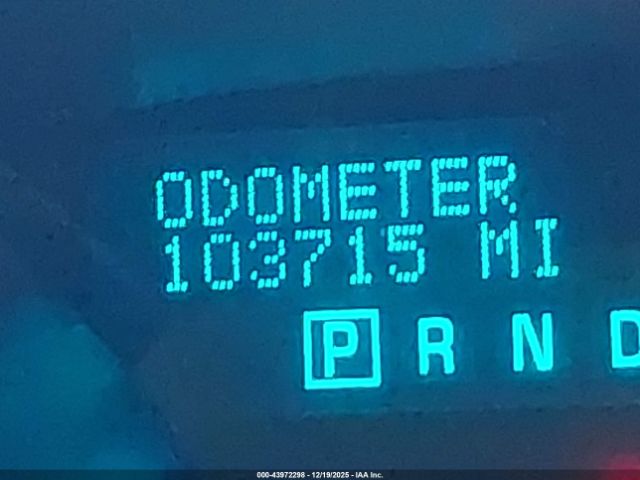 ODOMETER
103715 MI
P R N D
000-43972298 - 12/19/2025 - IAA Inc.